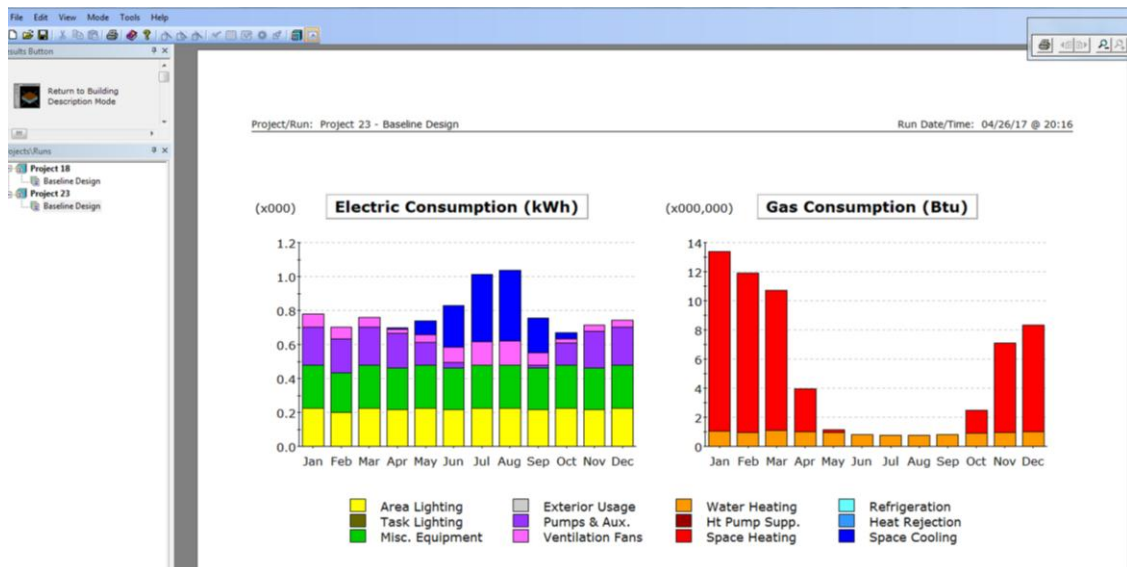 File Edit View Mode Tools Help
esults Button
Return to Building
Description Mode
ojects\Runs
Project 18
Baseline Design
Project 23
Baseline Design
Project/Run: Project 23 - Baseline Design Run Date/Time: 04/26/17 @ 20:16
(x000) Electric Consumption (kWh) (x000,000) Gas Consumption (Btu)
1.2
1.0
0.8
0.6
0.4
0.2
0.0
Jan Feb Mar Apr May Jun Jul Aug Sep Oct Nov Dec
14
12
10
8
6
4
2
0
Jan Feb Mar Apr May Jun Jul Aug Sep Oct Nov Dec
Area Lighting Exterior Usage Water Heating Refrigeration
Task Lighting Pumps & Aux. Ht Pump Supp. Heat Rejection
Misc. Equipment Ventilation Fans Space Heating Space Cooling